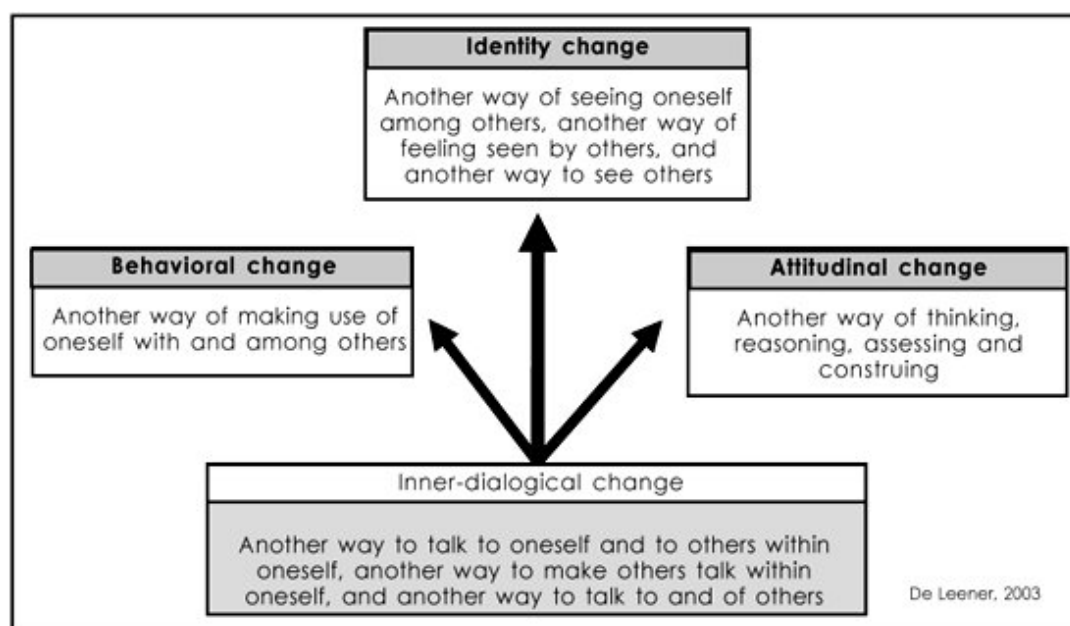 Identity change
Another way of seeing oneself
among others, another way of
feeling seen by others, and
another way to see others
Behavioral change
Another way of making use of
oneself with and among others
Attitudinal change
Another way of thinking,
reasoning, assessing and
construing
Inner-dialogical change
Another way to talk to oneself and to others within
oneself, another way to make others talk within
oneself, and another way to talk to and of others
De Leener, 2003